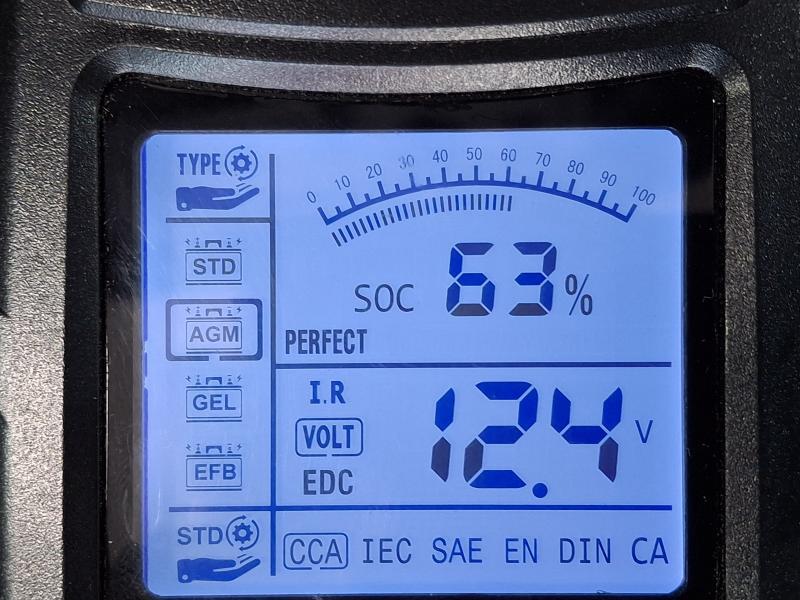 TYPE
0 10 20 30 40 50 60 70 80 90 100
STD
SOC 63%
AGM
PERFECT
GEL
I.R
VOLT
12.4 V
EFB
EDC
STD
CCA IEC SAE EN DIN CA